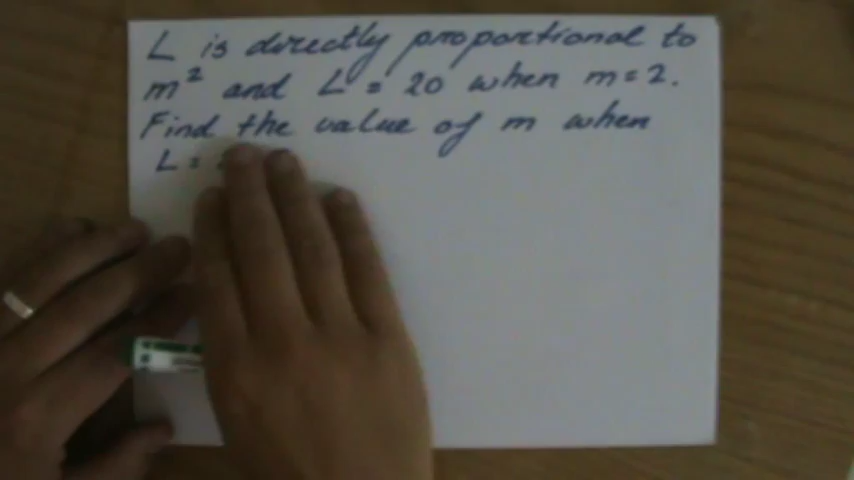 L is directly proportional to
m² and L = 20 when m = 2.
Find the value of m when
L =